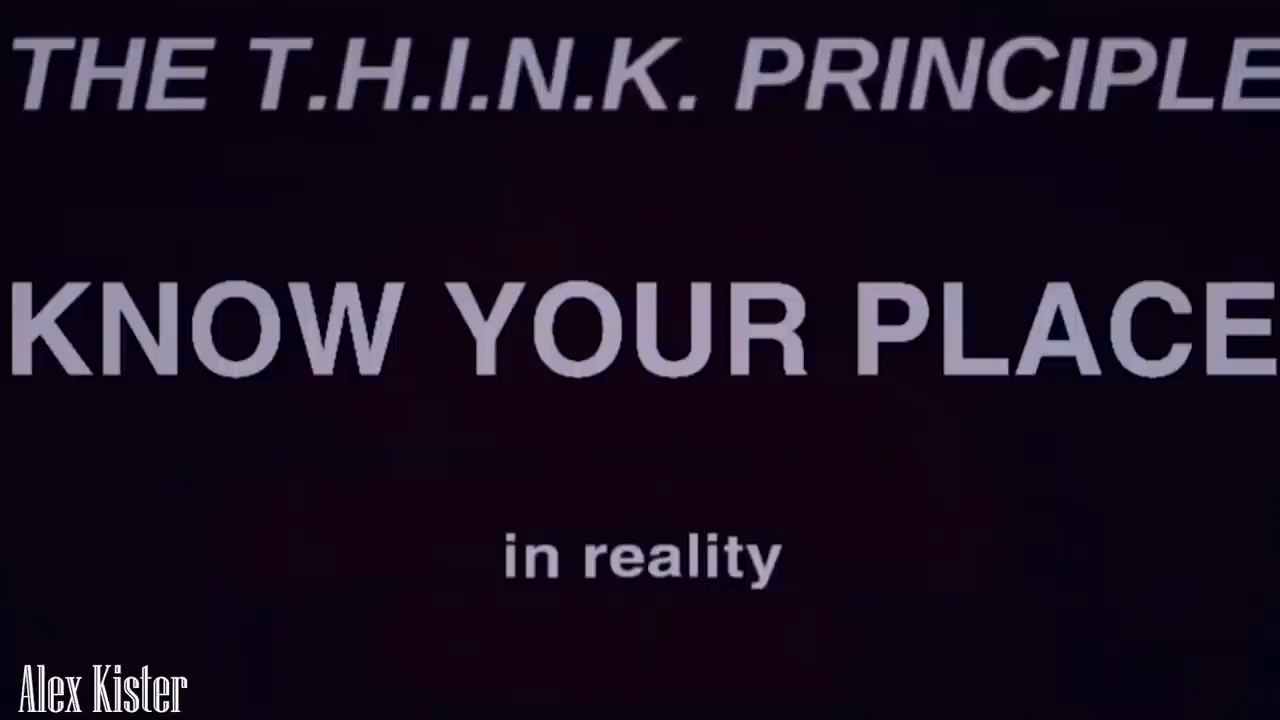 THE T.H.I.N.K. PRINCIPLE
KNOW YOUR PLACE
in reality
Alex Kister